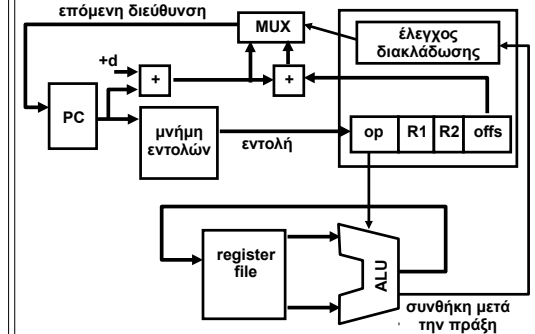 επόμενη διεύθυνση
MUX
έλεγχος
διακλάδωσης
+d
+
+
PC
μνήμη
εντολών
εντολή
op R1 R2 offs
register
file
ALU
συνθήκη μετά
την πράξη